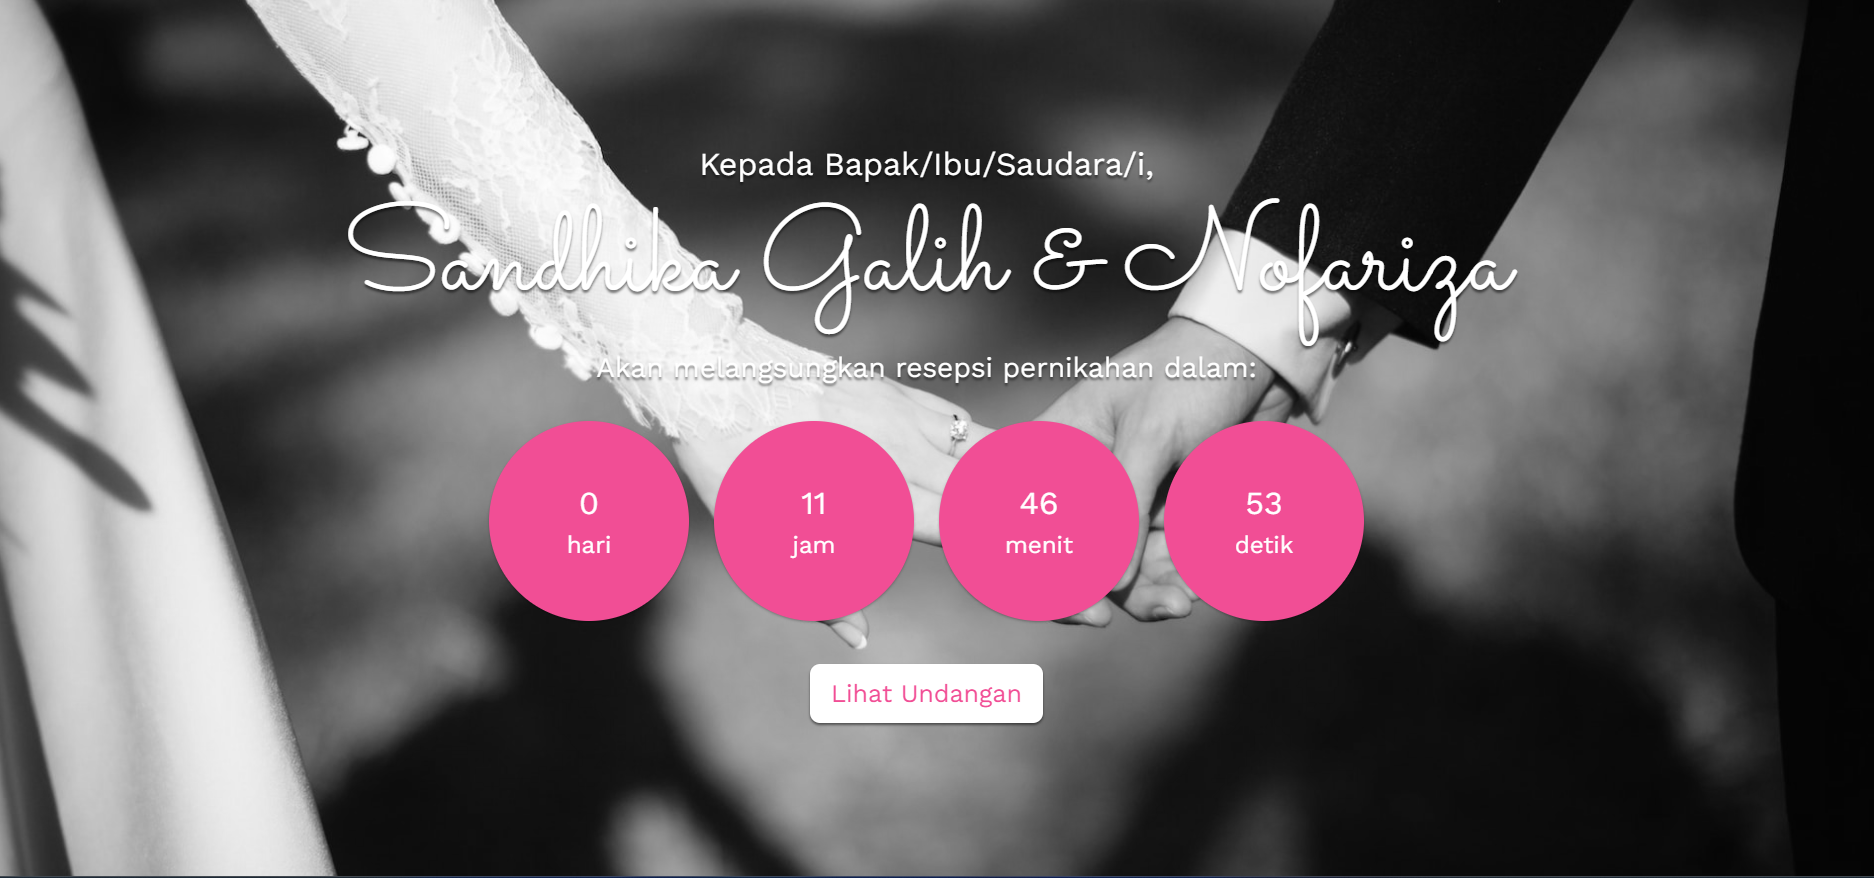 Kepada Bapak/Ibu/Saudara/i,
Sandhika Galih & Nofariza
Akan melangsungkan resepsi pernikahan dalam:
0 11 46 53
hari jam menit detik
Lihat Undangan